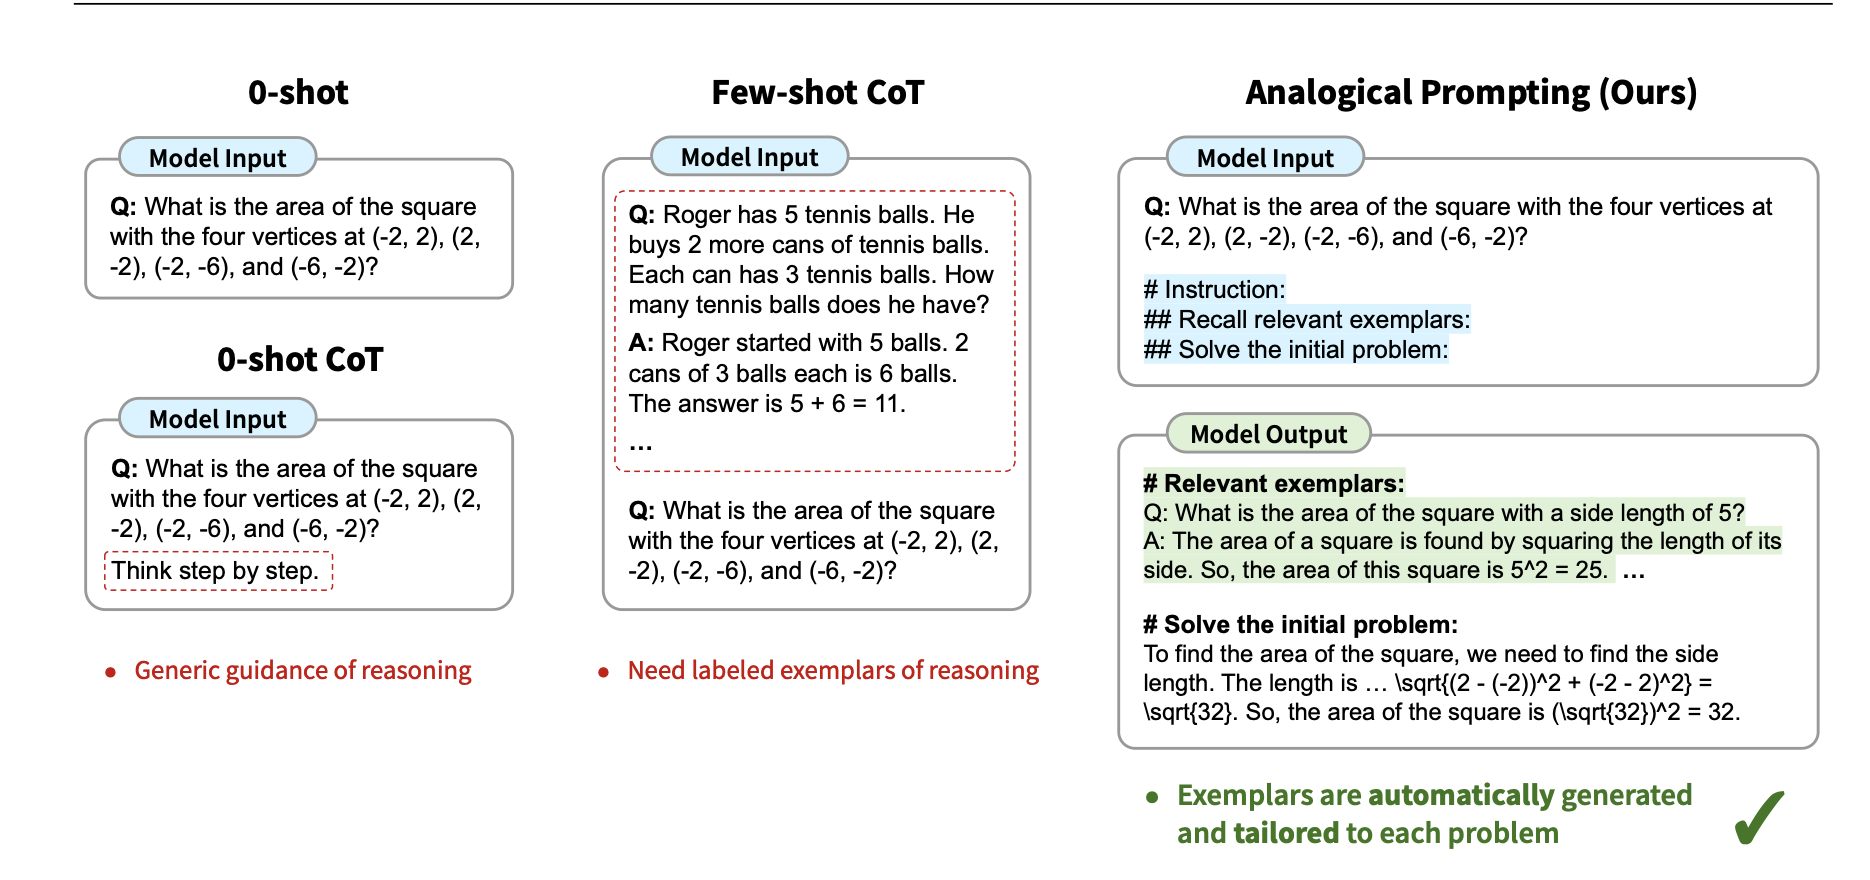 0-shot
Model Input
Q: What is the area of the square
with the four vertices at (-2, 2), (2,
-2), (-2, -6), and (-6, -2)?
0-shot CoT
Model Input
Q: What is the area of the square
with the four vertices at (-2, 2), (2,
-2), (-2, -6), and (-6, -2)?
Think step by step.
• Generic guidance of reasoning
Few-shot CoT
Model Input
Q: Roger has 5 tennis balls. He
buys 2 more cans of tennis balls.
Each can has 3 tennis balls. How
many tennis balls does he have?
A: Roger started with 5 balls. 2
cans of 3 balls each is 6 balls.
The answer is 5 + 6 = 11.
...
Q: What is the area of the square
with the four vertices at (-2, 2), (2,
-2), (-2, -6), and (-6, -2)?
• Need labeled exemplars of reasoning
Analogical Prompting (Ours)
Model Input
Q: What is the area of the square with the four vertices at
(-2, 2), (2, -2), (-2, -6), and (-6, -2)?
# Instruction:
## Recall relevant exemplars:
## Solve the initial problem:
Model Output
# Relevant exemplars:
Q: What is the area of the square with a side length of 5?
A: The area of a square is found by squaring the length of its
side. So, the area of this square is 5^2 = 25. ...
# Solve the initial problem:
To find the area of the square, we need to find the side
length. The length is … \sqrt{(2 - (-2))^2 + (-2 - 2)^2} =
\sqrt{32}. So, the area of the square is (\sqrt{32})^2 = 32.
• Exemplars are automatically generated
and tailored to each problem
✓